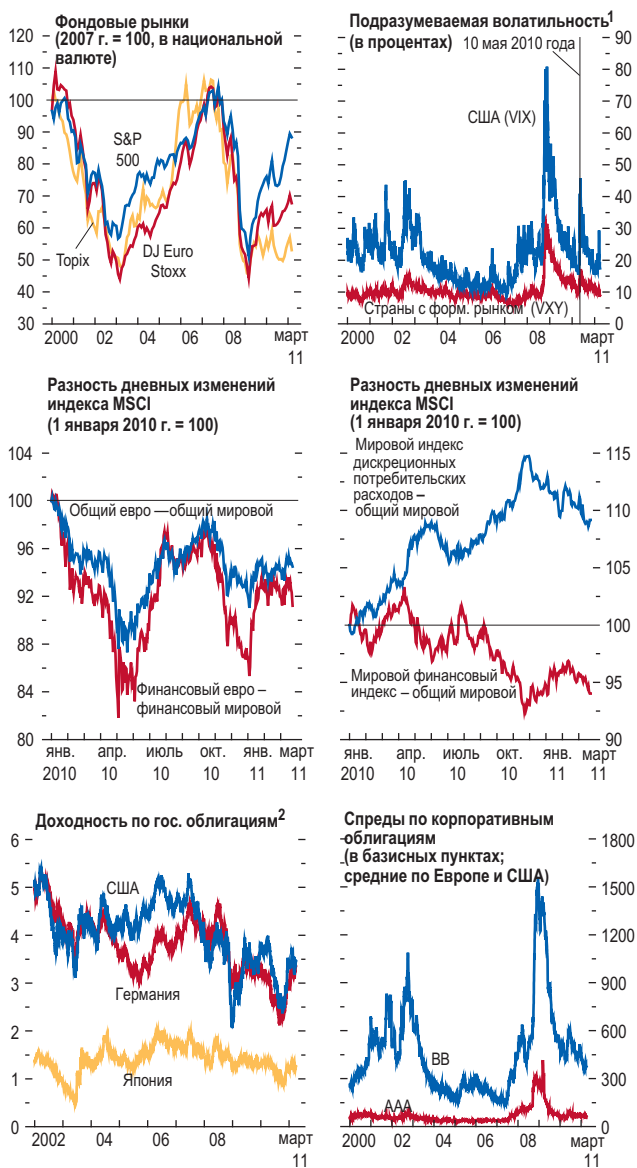 Фондовые рынки
(2007 г. = 100, в национальной
валюте)
120
110
100
90
80
70
60
50
40
30
S&P
500
Topix
DJ Euro
Stoxx
2000 02 04 06 08 март
11
Подразумеваемая волатильность1
(в процентах)
10 мая 2010 года
90
80
70
60
50
40
30
20
10
0
США (VIX)
Страны с форм. рынком (VXY)
2000 02 04 06 08 март
11
Разность дневных изменений
индекса MSCI
(1 января 2010 г. = 100)
104
100
96
92
88
84
80
Общий евро —общий мировой
Финансовый евро –
финансовый мировой
янв. апр. июль окт. янв. март
2010 10 10 10 11 11
Разность дневных изменений
индекса MSCI
(1 января 2010 г. = 100)
Мировой индекс
дискреционных
потребительских
расходов –
общий мировой
115
110
105
100
95
90
Мировой финансовый
индекс – общий мировой
янв. апр. июль окт. янв. март
2010 10 10 10 11 11
Доходность по гос. облигациям2
6
5
4
3
2
1
0
США
Германия
Япония
2002 04 06 08 март
11
Спреды по корпоративным
облигациям
(в базисных пунктах;
средние по Европе и США)
1800
1500
1200
900
600
300
0
BB
AAA
2000 02 04 06 08 март
11